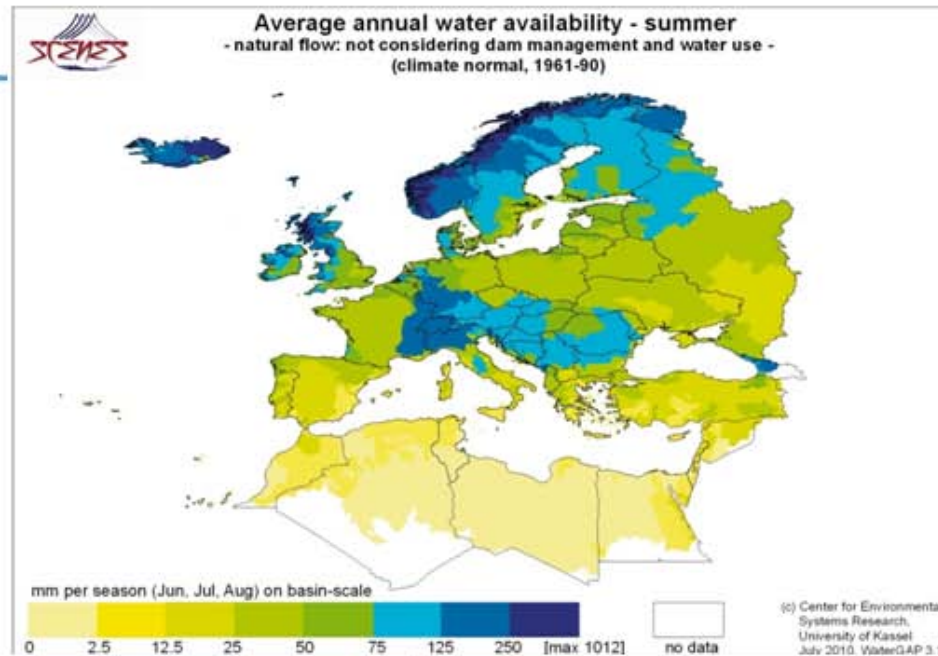 SCENES
Average annual water availability - summer
- natural flow: not considering dam management and water use -
(climate normal, 1961-90)
mm per season (Jun, Jul, Aug) on basin-scale
0 2.5 12.5 25 50 75 125 250 [max 1012] no data
(c) Center for Environmenta
Systems Research,
University of Kassel
July 2010, WaterGAP 3.